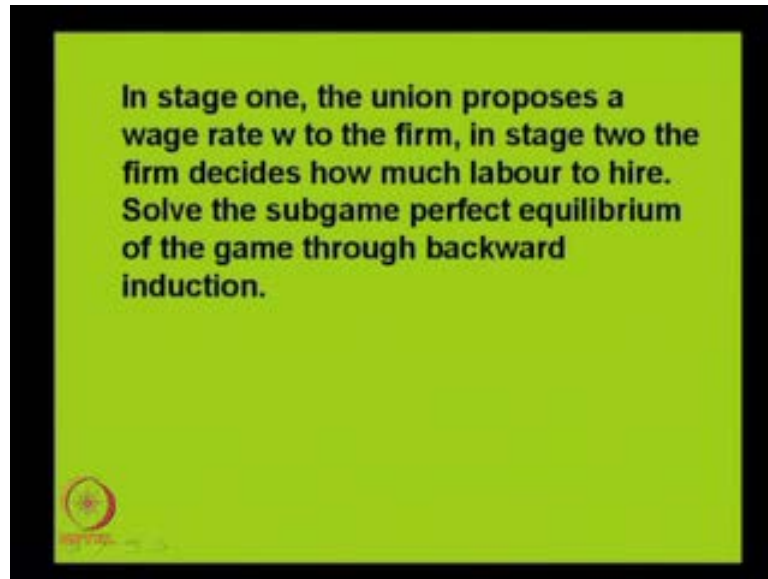 In stage one, the union proposes a
wage rate w to the firm, in stage two the
firm decides how much labour to hire.
Solve the subgame perfect equilibrium
of the game through backward
induction.